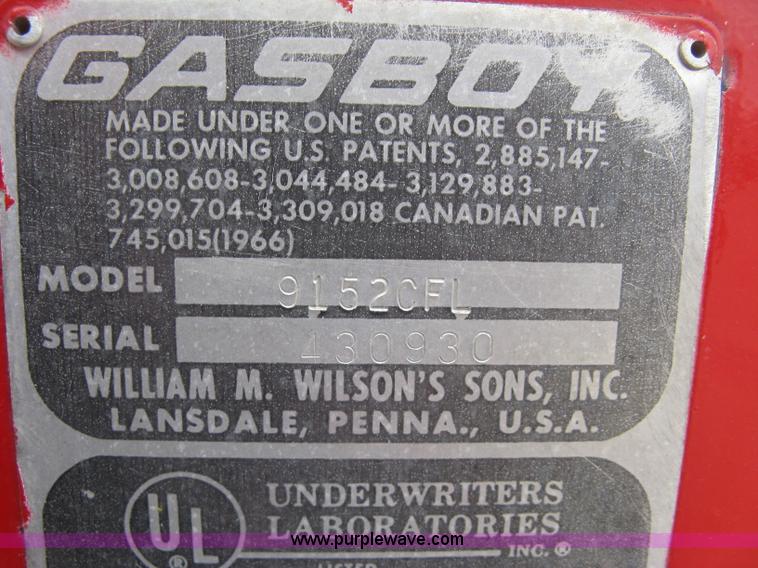 GASBOY
MADE UNDER ONE OR MORE OF THE
FOLLOWING U.S. PATENTS, 2,885,147-
3,008,608-3,044,484-3,129,883-
3,299,704-3,309,018 CANADIAN PAT.
745,015(1966)
MODEL 9152CFL
SERIAL 430930
WILLIAM M. WILSON'S SONS, INC.
LANSDALE, PENNA., U.S.A.
UL ®
UNDERWRITERS
LABORATORIES
INC. ®
www.purplewave.com
LISTED